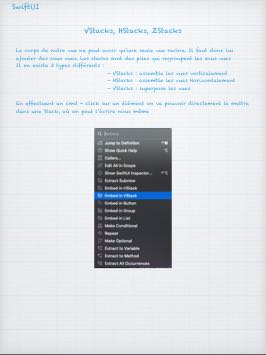 SwiftUI
VStacks, HStacks, ZStacks
Le corps de notre vue ne peut avoir qu'une seule vue racine, il faut donc lui
ajouter des sous vues. Les stacks sont des piles qui regroupent les sous vues
Il en existe 3 types différents :
- VStacks : assemble les vues verticalement
- HStacks : assemble les vues Horizontalement
- ZStacks : superpose les vues
En effectuant un cmd + click sur un élément on va pouvoir directement le mettre
dans une Stack, où on peut l'écrire nous même
Actions
Jump to Definition
Show Quick Help
Callers...
Edit All in Scope
Show SwiftUI Inspector...
Extract Subview
Embed in HStack
Embed in VStack
Embed in Button
Embed in Group
Embed in List
Make Conditional
Repeat
Make Optional
Extract to Variable
Extract to Method
Extract All Occurrences